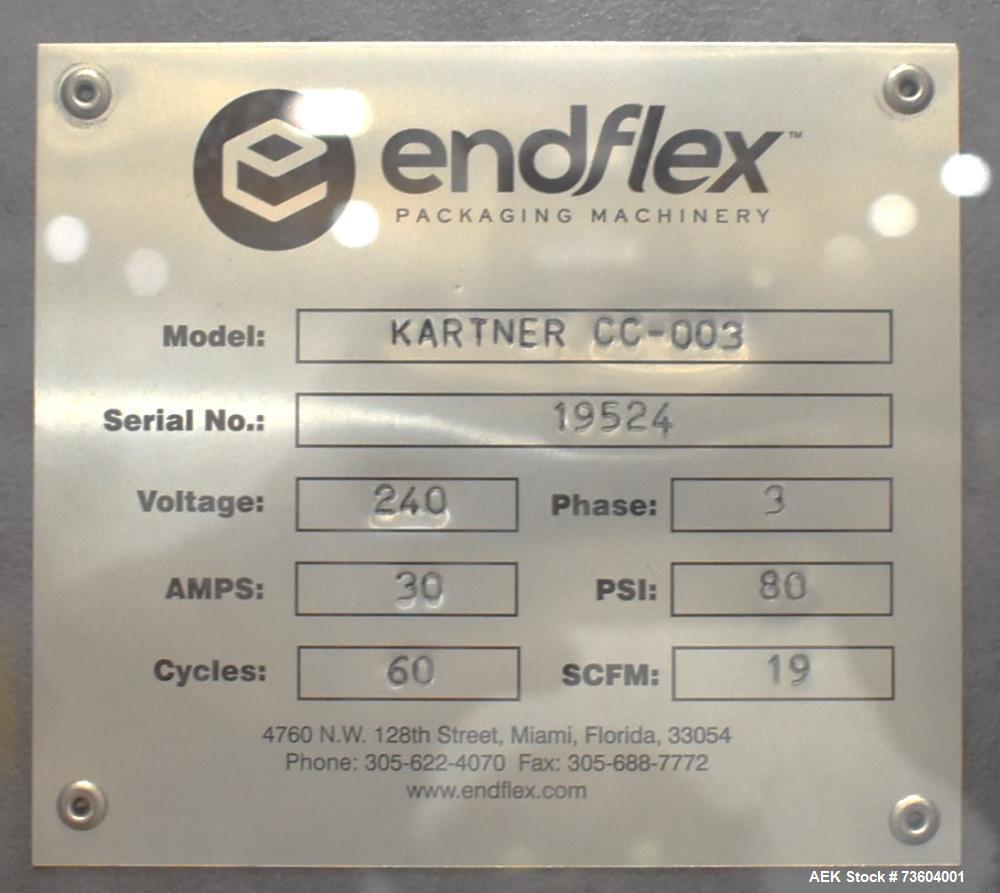 endflex™
PACKAGING MACHINERY
Model: KARTNER CC-003
Serial No.: 19524
Voltage: 240 Phase: 3
AMPS: 30 PSI: 80
Cycles: 60 SCFM: 19
4760 N.W. 128th Street, Miami, Florida, 33054
Phone: 305-622-4070 Fax: 305-688-7772
www.endflex.com
AEK Stock # 73604001